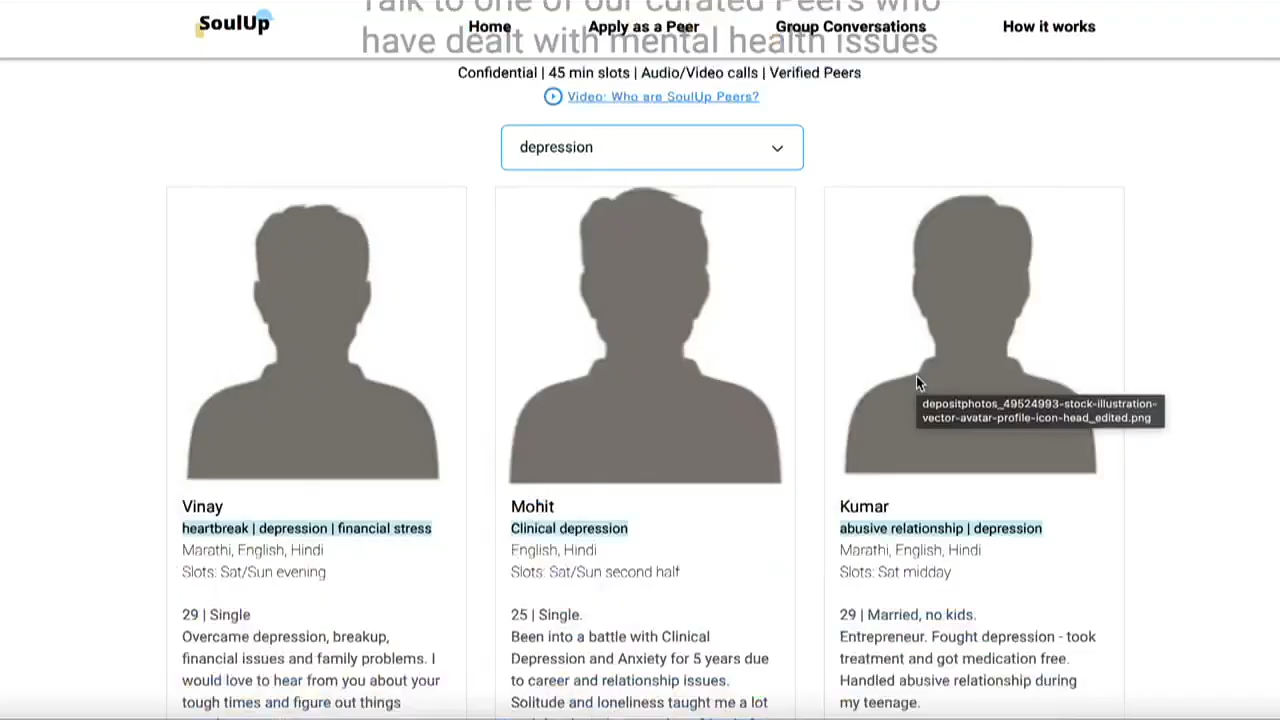 Talk to one of our curated Peers who
SoulUp
Home
Apply as a Peer
Group Conversations
How it works
have dealt with mental health issues
Confidential | 45 min slots | Audio/Video calls | Verified Peers
Video: Who are SoulUp Peers?
depression
depositphotos_49524993-stock-illustration-
vector-avatar-profile-icon-head_edited.png
Vinay
heartbreak | depression | financial stress
Marathi, English, Hindi
Slots: Sat/Sun evening
29 | Single
Overcame depression, breakup,
financial issues and family problems. I
would love to hear from you about your
tough times and figure out things
Mohit
Clinical depression
English, Hindi
Slots: Sat/Sun second half
25 | Single.
Been into a battle with Clinical
Depression and Anxiety for 5 years due
to career and relationship issues.
Solitude and loneliness taught me a lot
Kumar
abusive relationship | depression
Marathi, English, Hindi
Slots: Sat midday
29 | Married, no kids.
Entrepreneur. Fought depression - took
treatment and got medication free.
Handled abusive relationship during
my teenage.